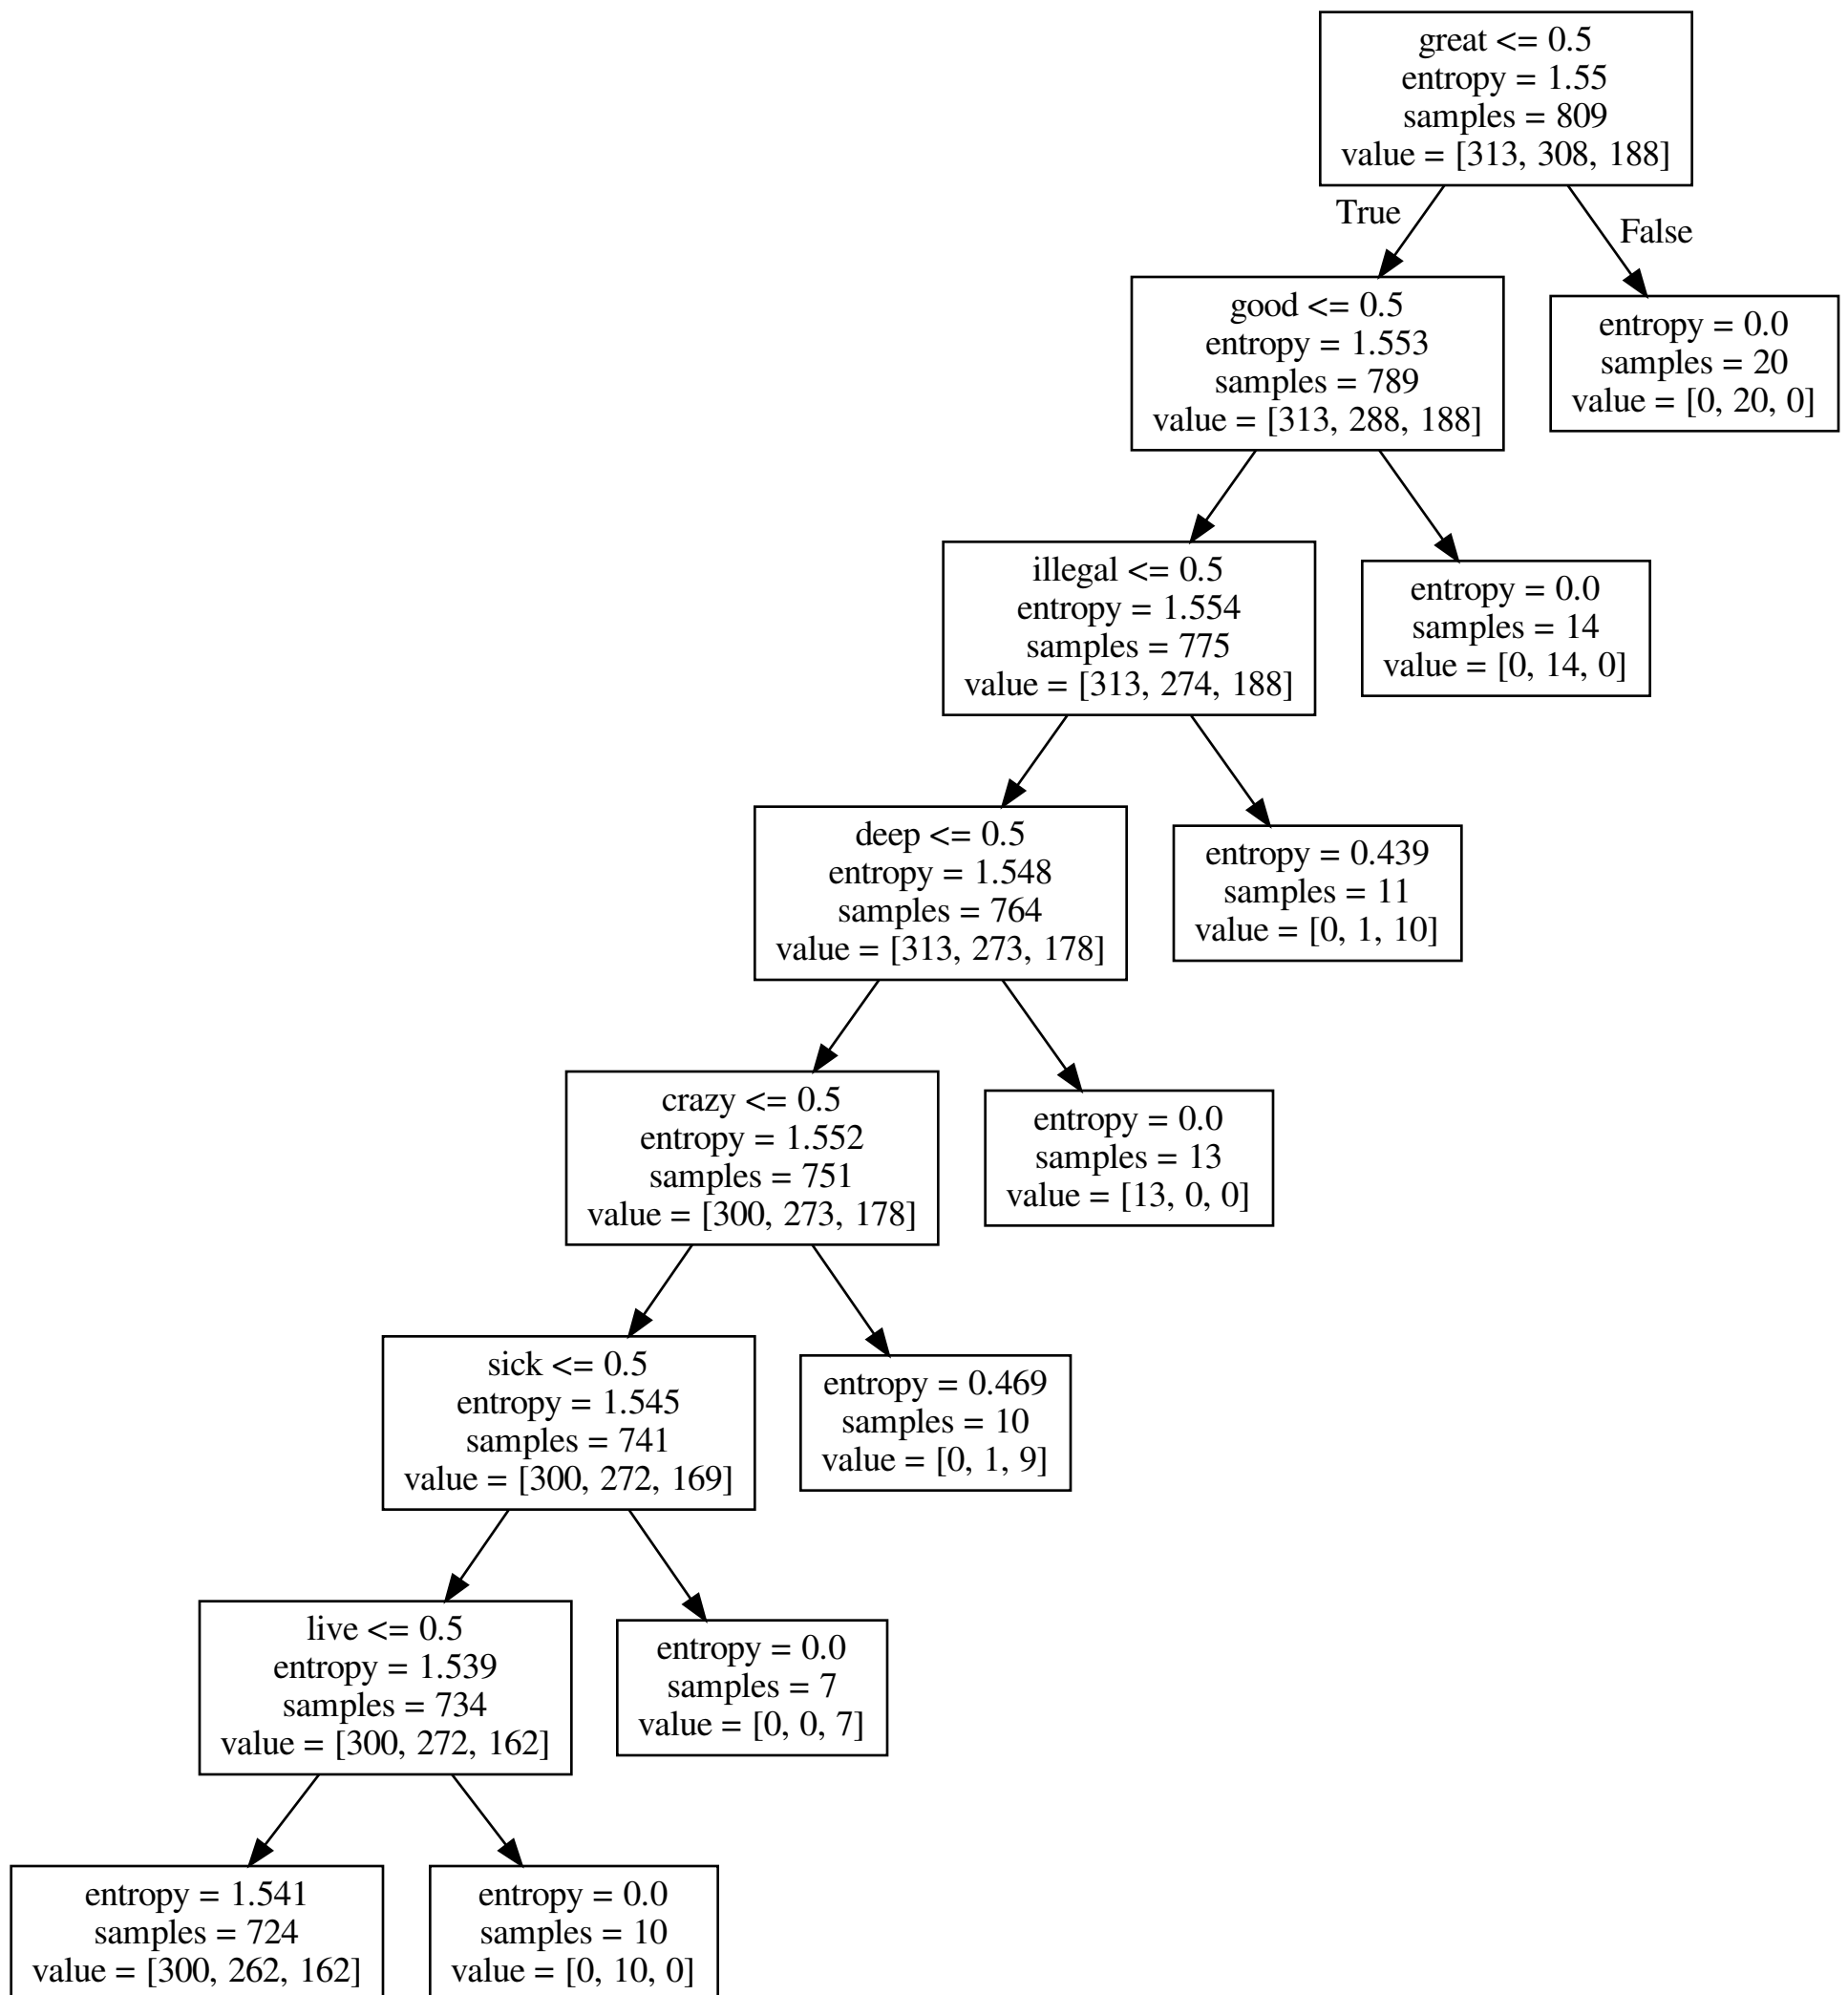 great <= 0.5
entropy = 1.55
samples = 809
value = [313, 308, 188]
True
False
good <= 0.5
entropy = 1.553
samples = 789
value = [313, 288, 188]
entropy = 0.0
samples = 20
value = [0, 20, 0]
illegal <= 0.5
entropy = 1.554
samples = 775
value = [313, 274, 188]
entropy = 0.0
samples = 14
value = [0, 14, 0]
deep <= 0.5
entropy = 1.548
samples = 764
value = [313, 273, 178]
entropy = 0.439
samples = 11
value = [0, 1, 10]
crazy <= 0.5
entropy = 1.552
samples = 751
value = [300, 273, 178]
entropy = 0.0
samples = 13
value = [13, 0, 0]
sick <= 0.5
entropy = 1.545
samples = 741
value = [300, 272, 169]
entropy = 0.469
samples = 10
value = [0, 1, 9]
live <= 0.5
entropy = 1.539
samples = 734
value = [300, 272, 162]
entropy = 0.0
samples = 7
value = [0, 0, 7]
entropy = 1.541
samples = 724
value = [300, 262, 162]
entropy = 0.0
samples = 10
value = [0, 10, 0]